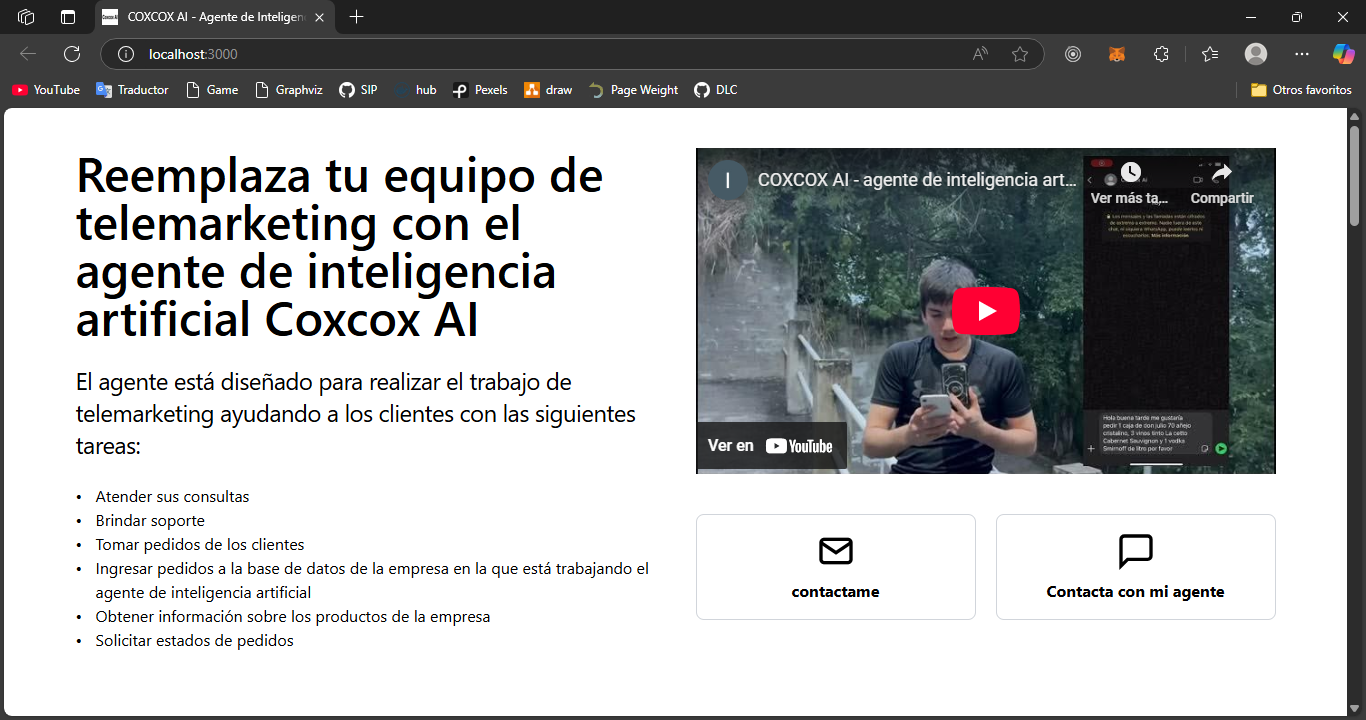 COXCOX AI - Agente de Inteligen
localhost:3000
YouTube
Traductor
Game
Graphviz
SIP
hub
Pexels
draw
Page Weight
DLC
Otros favoritos
Reemplaza tu equipo de
telemarketing con el
agente de inteligencia
artificial Coxcox AI
El agente está diseñado para realizar el trabajo de
telemarketing ayudando a los clientes con las siguientes
tareas:
• Atender sus consultas
• Brindar soporte
• Tomar pedidos de los clientes
• Ingresar pedidos a la base de datos de la empresa en la que está trabajando el
agente de inteligencia artificial
• Obtener información sobre los productos de la empresa
• Solicitar estados de pedidos
I
COXCOX AI - agente de inteligencia art...
Ver más ta...
Compartir
Hola buena tarde me gustaría
pedir 1 caja de don julio 70 añejo
cristalino, 3 vinos tinto La cetto
Cabernet Sauvignon y 1 vodka
Smirnoff de litro por favor
Ver en YouTube
contactame
Contacta con mi agente